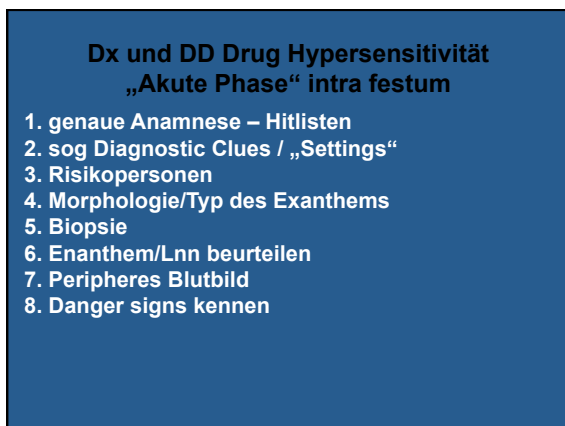 Dx und DD Drug Hypersensitivität
„Akute Phase“ intra festum
1. genaue Anamnese – Hitlisten
2. sog Diagnostic Clues / „Settings“
3. Risikopersonen
4. Morphologie/Typ des Exanthems
5. Biopsie
6. Enanthem/Lnn beurteilen
7. Peripheres Blutbild
8. Danger signs kennen